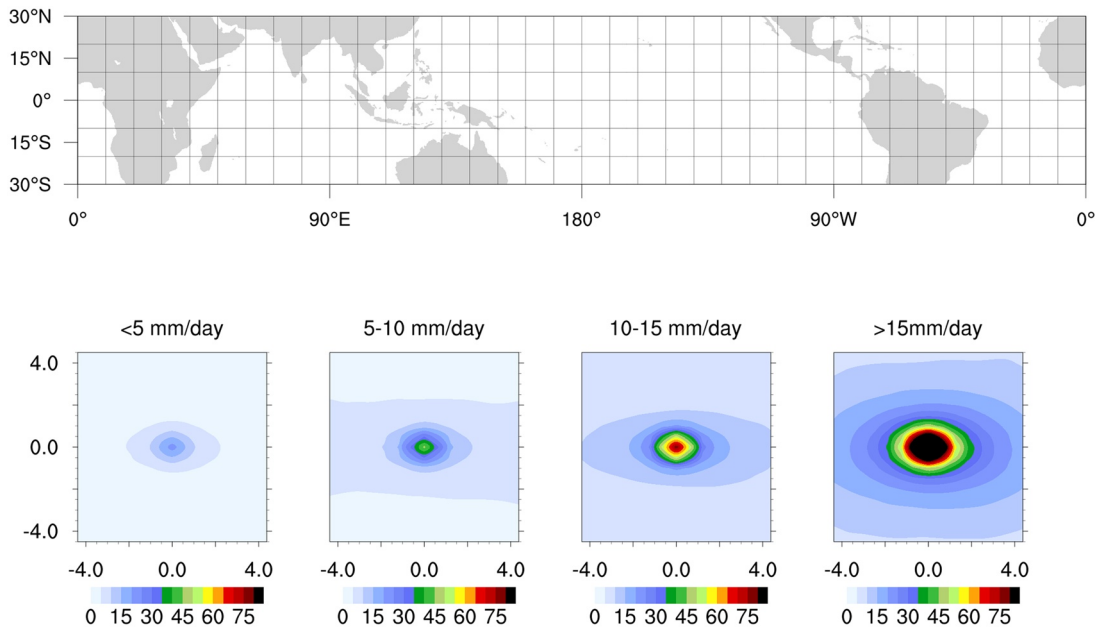 30°N
15°N
0°
15°S
30°S
0° 90°E 180° 90°W 0°
<5 mm/day 5-10 mm/day 10-15 mm/day >15mm/day
4.0
0.0
-4.0
-4.0 0.0 4.0 -4.0 0.0 4.0 -4.0 0.0 4.0 -4.0 0.0 4.0
0 15 30 45 60 75 0 15 30 45 60 75 0 15 30 45 60 75 0 15 30 45 60 75